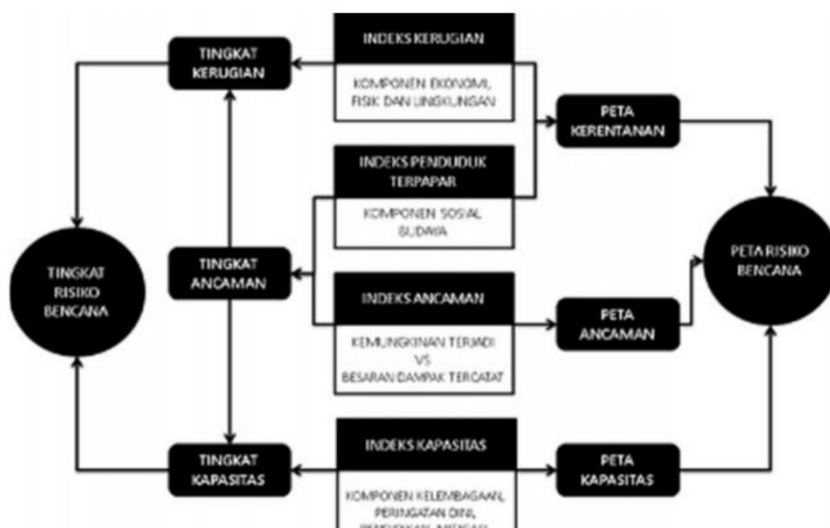 INDEKS KERUGIAN
KOMPONEN EKONOMI,
FISIK DAN LINGKUNGAN
TINGKAT
KERUGIAN
PETA
KERENTANAN
INDEKS PENDUDUK
TERPAPAR
KOMPONEN SOSIAL
BUDAYA
TINGKAT
RISIKO
BENCANA
TINGKAT
ANCAMAN
PETA RISIKO
BENCANA
INDEKS ANCAMAN
KEMUNGKINAN TERJADI
VS
BESARAN DAMPAK TERCATAT
PETA
ANCAMAN
INDEKS KAPASITAS
KOMPONEN KELEMBAGAAN,
PERINGATAN DINI,
TINGKAT
KAPASITAS
PETA
KAPASITAS